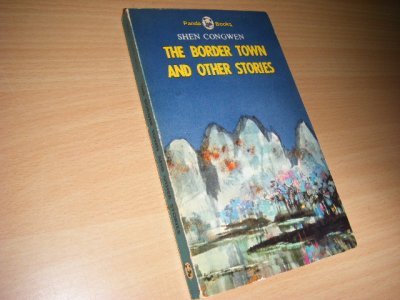 Panda Books
SHEN CONGWEN
THE BORDER TOWN
AND OTHER STORIES